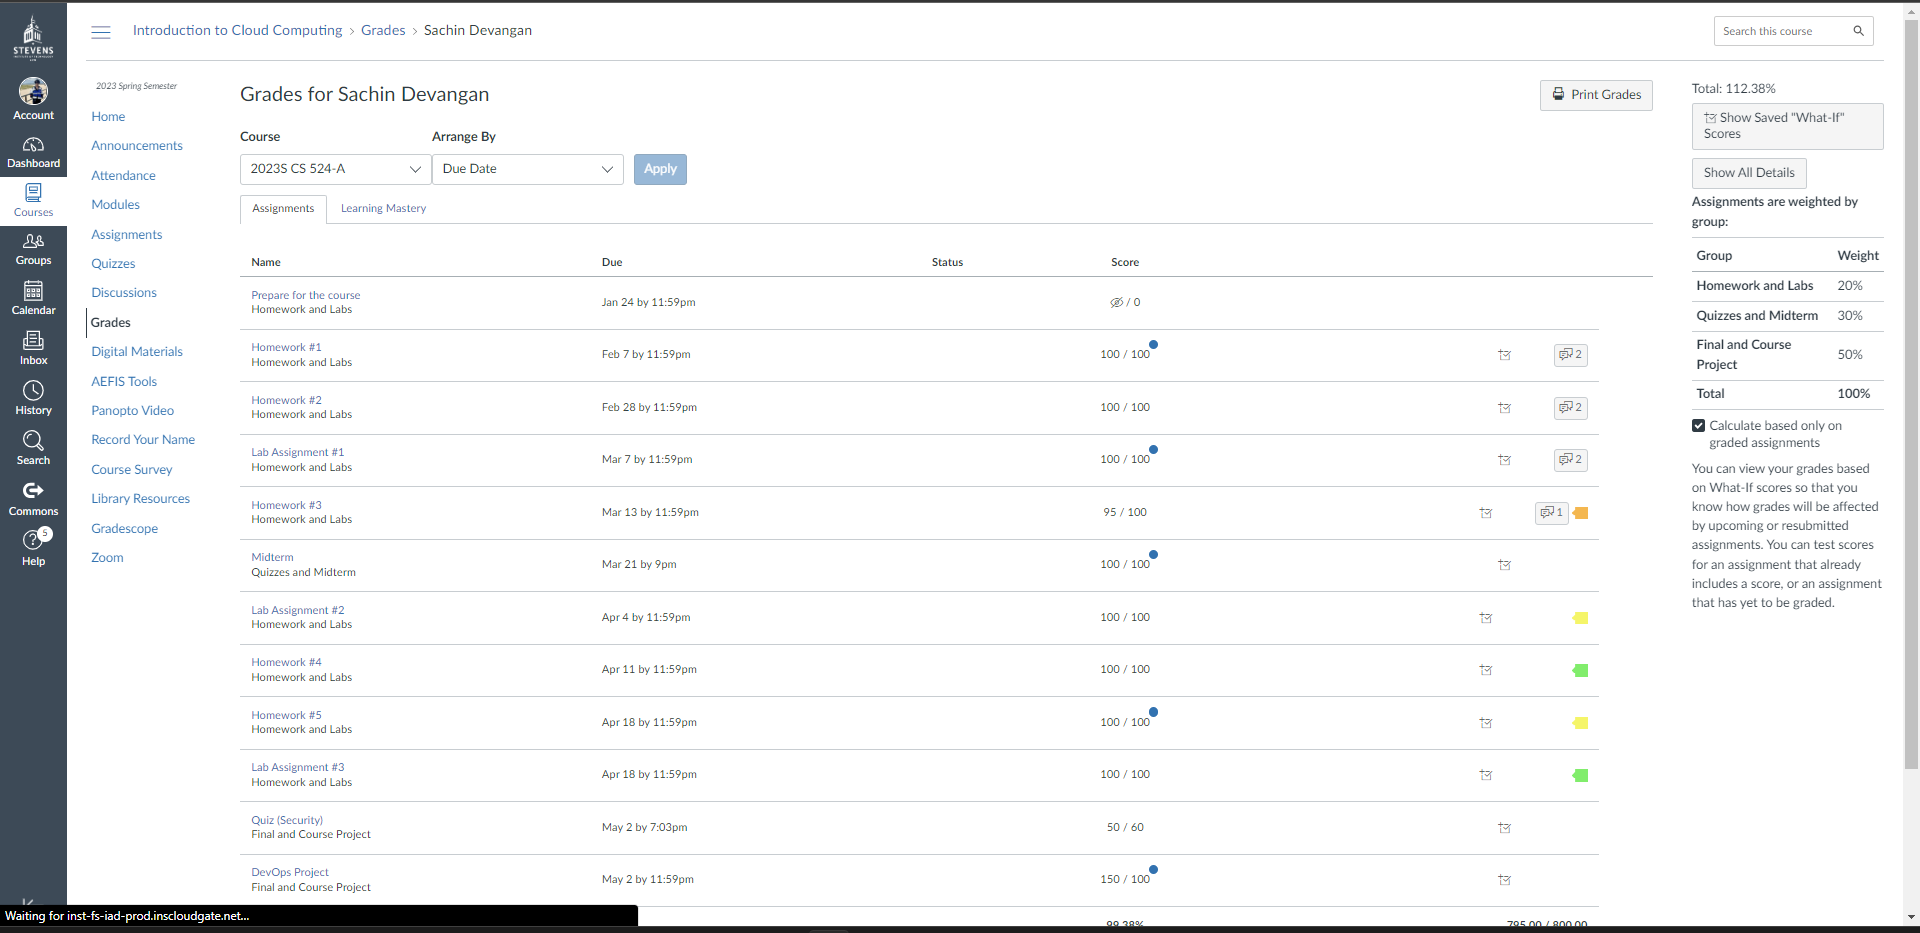 STEVENS
Account
Dashboard
Courses
Groups
Calendar
Inbox
History
Search
Commons
5
Help
Introduction to Cloud Computing › Grades › Sachin Devangan
Search this course
2023 Spring Semester
Home
Announcements
Attendance
Modules
Assignments
Quizzes
Discussions
Grades
Digital Materials
AEFIS Tools
Panopto Video
Record Your Name
Course Survey
Library Resources
Gradescope
Zoom
Grades for Sachin Devangan
Print Grades
Course
Arrange By
2023S CS 524-A
Due Date
Apply
Assignments
Learning Mastery
Name Due Status Score
Prepare for the course
Homework and Labs
Jan 24 by 11:59pm
/ 0
Homework #1
Homework and Labs
Feb 7 by 11:59pm
100 / 100
2
Homework #2
Homework and Labs
Feb 28 by 11:59pm
100 / 100
2
Lab Assignment #1
Homework and Labs
Mar 7 by 11:59pm
100 / 100
2
Homework #3
Homework and Labs
Mar 13 by 11:59pm
95 / 100
1
Midterm
Quizzes and Midterm
Mar 21 by 9pm
100 / 100
Lab Assignment #2
Homework and Labs
Apr 4 by 11:59pm
100 / 100
Homework #4
Homework and Labs
Apr 11 by 11:59pm
100 / 100
Homework #5
Homework and Labs
Apr 18 by 11:59pm
100 / 100
Lab Assignment #3
Homework and Labs
Apr 18 by 11:59pm
100 / 100
Quiz (Security)
Final and Course Project
May 2 by 7:03pm
50 / 60
DevOps Project
Final and Course Project
May 2 by 11:59pm
150 / 100
99.38%
795.00 / 800.00
Total: 112.38%
Show Saved "What-If"
Scores
Show All Details
Assignments are weighted by
group:
Group Weight
Homework and Labs 20%
Quizzes and Midterm 30%
Final and Course
Project
50%
Total 100%
Calculate based only on
graded assignments
You can view your grades based
on What-If scores so that you
know how grades will be affected
by upcoming or resubmitted
assignments. You can test scores
for an assignment that already
includes a score, or an assignment
that has yet to be graded.
Waiting for inst-fs-iad-prod.inscloudgate.net...